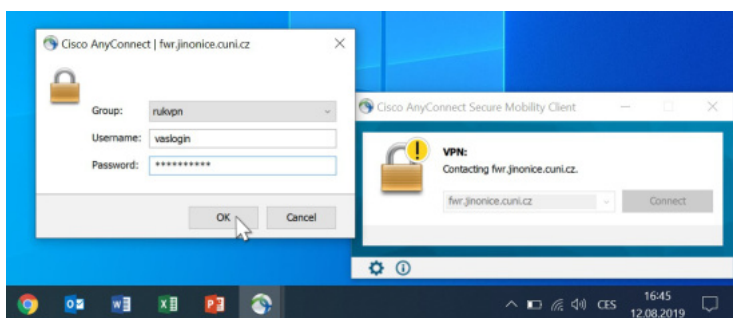 Cisco AnyConnect | fwr.jinonice.cuni.cz
Group:
rukvpn
Username:
vaslogin
Password:
**********
OK
Cancel
Cisco AnyConnect Secure Mobility Client
VPN:
Contacting fwr.jinonice.cuni.cz.
fwr.jinonice.cuni.cz
Connect
CES
16:45
12.08.2019